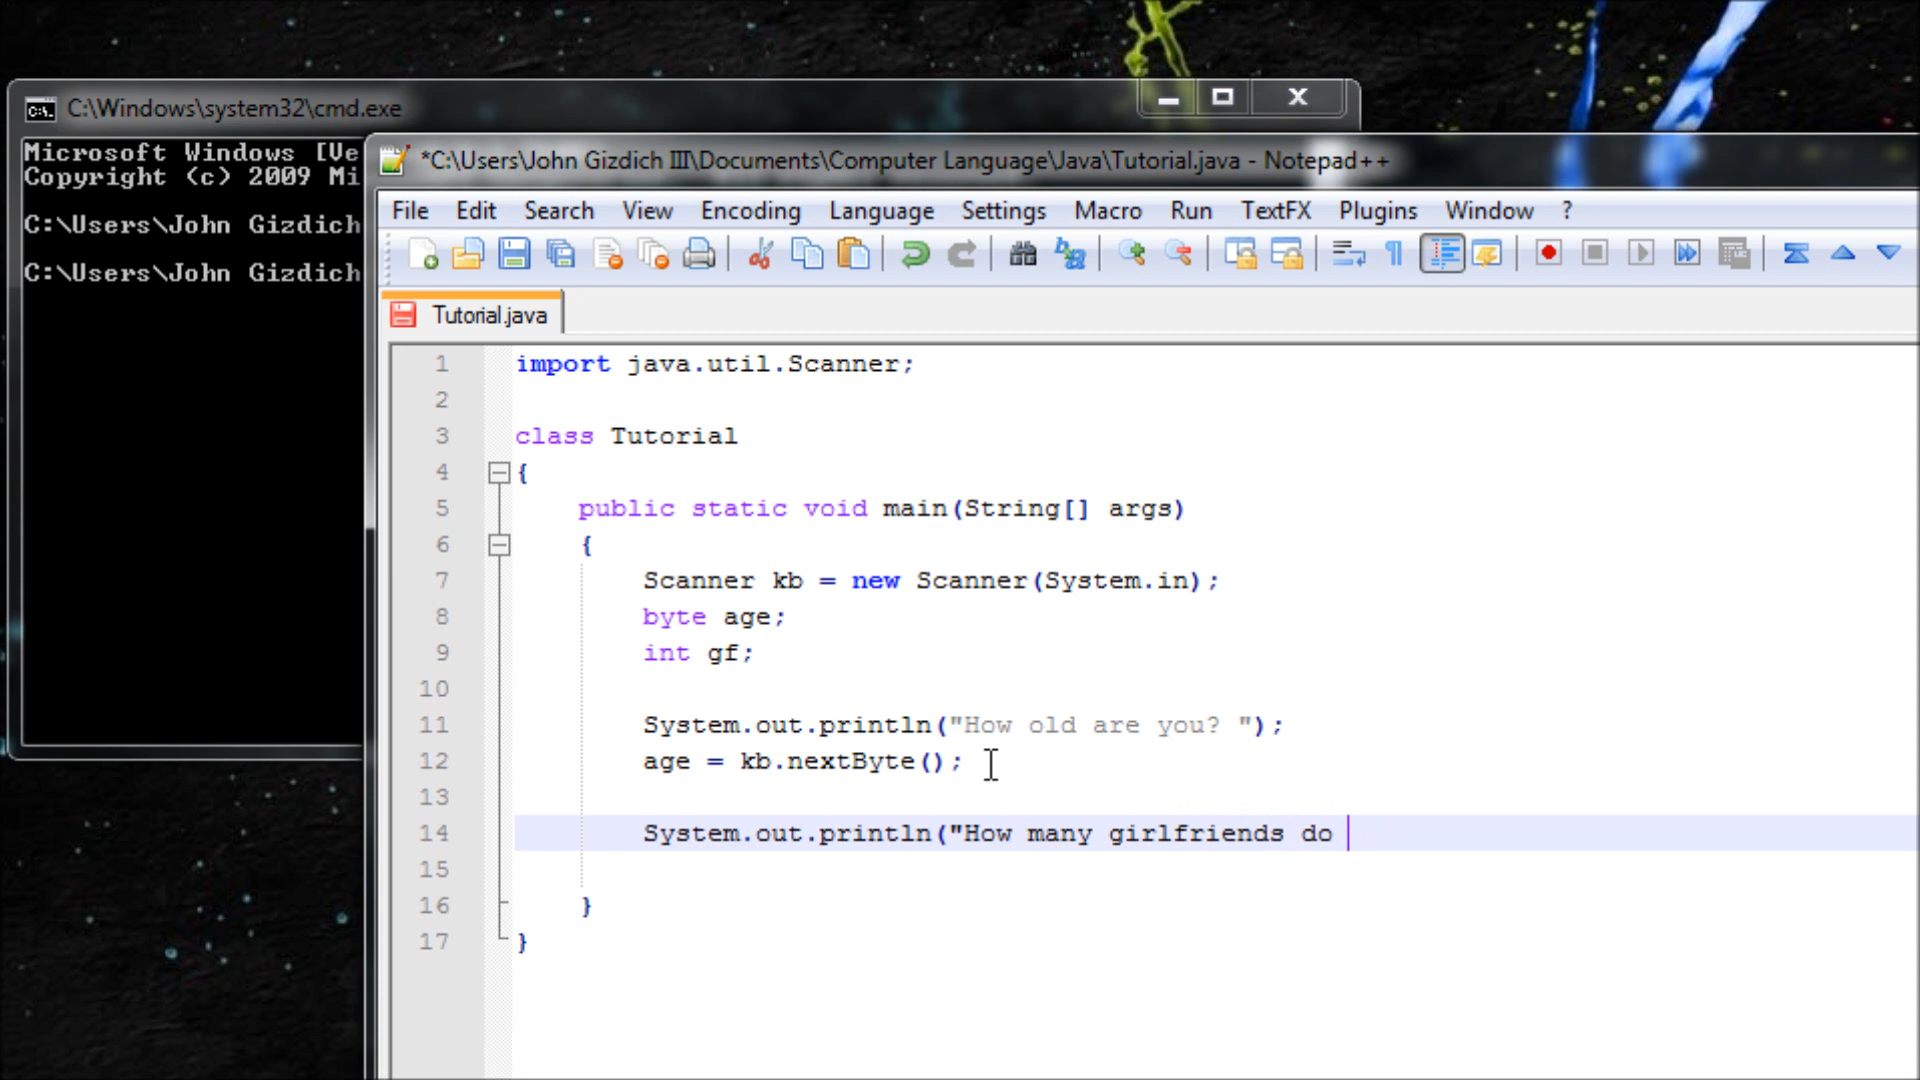 C:\Windows\system32\cmd.exe
Microsoft Windows [Ve
Copyright (c) 2009 Mi
C:\Users\John Gizdich
C:\Users\John Gizdich
*C:\Users\John Gizdich III\Documents\Computer Language\Java\Tutorial.java - Notepad++
File Edit Search View Encoding Language Settings Macro Run TextFX Plugins Window ?
Tutorial.java
1 import java.util.Scanner;
2
3 class Tutorial
4 {
5 public static void main(String[] args)
6 {
7 Scanner kb = new Scanner(System.in);
8 byte age;
9 int gf;
10
11 System.out.println("How old are you? ");
12 age = kb.nextByte();
13
14 System.out.println("How many girlfriends do
15
16 }
17 }